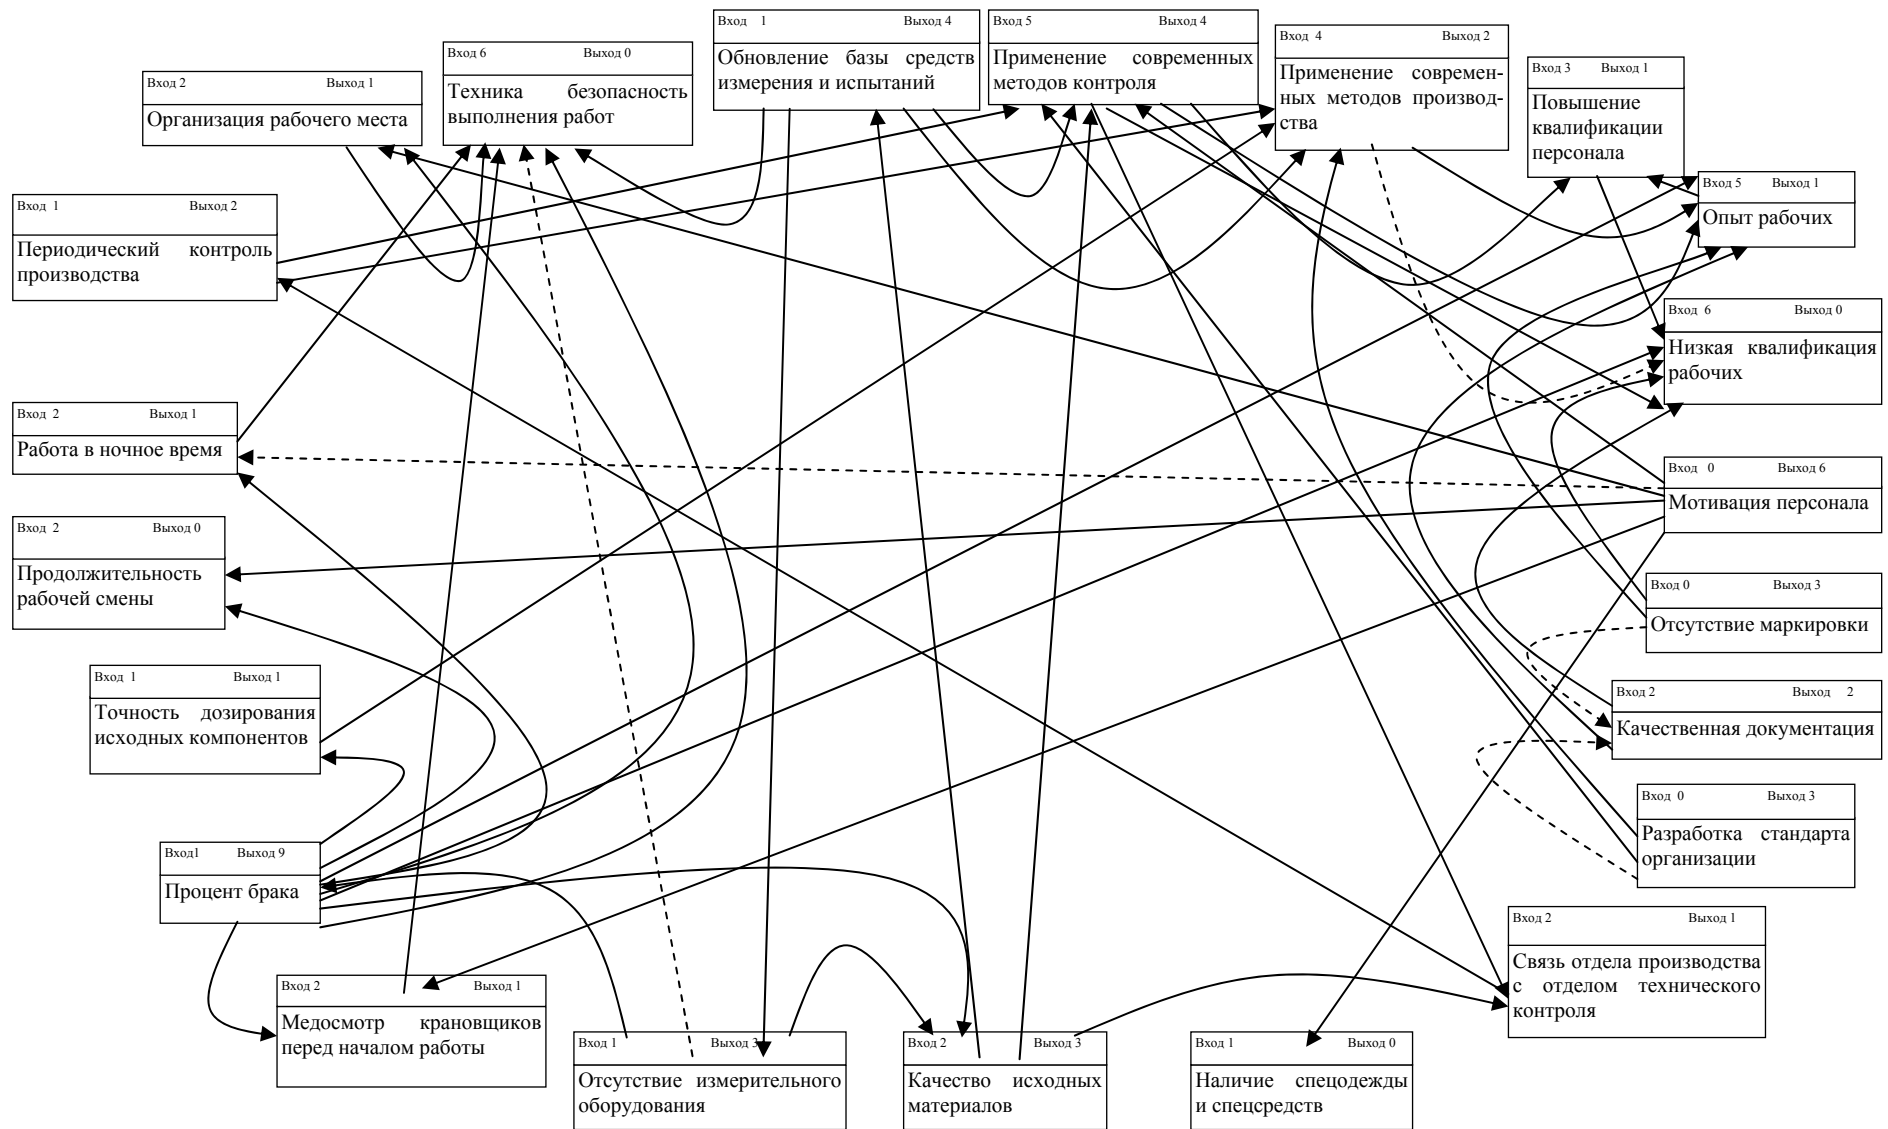 Вход 1 Выход 4
Обновление базы средств
измерения и испытаний
Вход 5 Выход 4
Применение современных
методов контроля
Вход 4 Выход 2
Применение современ-
ных методов производ-
ства
Вход 6 Выход 0
Техника безопасность
выполнения работ
Вход 3 Выход 1
Повышение
квалификации
персонала
Вход 2 Выход 1
Организация рабочего места
Вход 5 Выход 1
Опыт рабочих
Вход 1 Выход 2
Периодический контроль
производства
Вход 6 Выход 0
Низкая квалификация
рабочих
Вход 2 Выход 1
Работа в ночное время
Вход 0 Выход 6
Мотивация персонала
Вход 2 Выход 0
Продолжительность
рабочей смены
Вход 0 Выход 3
Отсутствие маркировки
Вход 1 Выход 1
Точность дозирования
исходных компонентов
Вход 2 Выход 2
Качественная документация
Вход 0 Выход 3
Разработка стандарта
организации
Вход1 Выход 9
Процент брака
Вход 2 Выход 1
Связь отдела производства
с отделом технического
контроля
Вход 2 Выход 1
Медосмотр крановщиков
перед началом работы
Вход 1 Выход 3
Отсутствие измерительного
оборудования
Вход 2 Выход 3
Качество исходных
материалов
Вход 1 Выход 0
Наличие спецодежды
и спецсредств